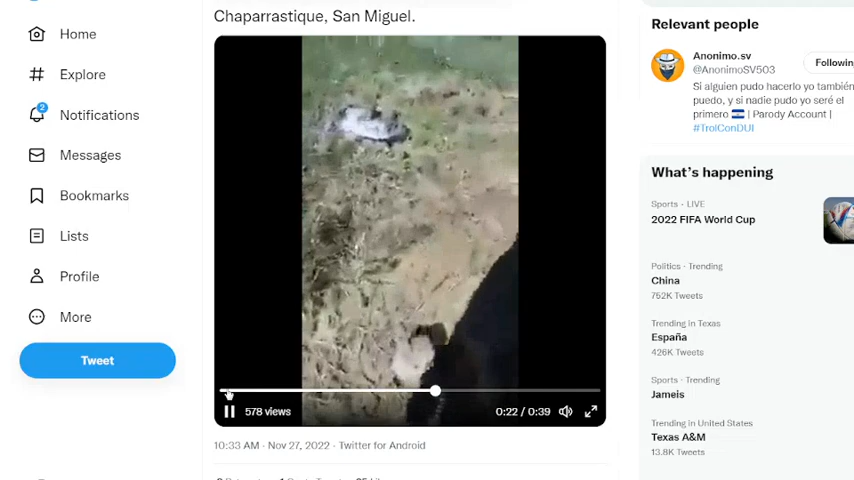 Chaparrastique, San Miguel.
Home
Explore
2
Notifications
Messages
Bookmarks
Lists
Profile
More
Tweet
578 views
0:22 / 0:39
10:33 AM · Nov 27, 2022 · Twitter for Android
Relevant people
Anonimo.sv
@AnonimoSV503
Following
Si alguien pudo hacerlo yo también
puedo, y si nadie pudo yo seré el
primero | Parody Account |
#TrolConDUI
What's happening
Sports · LIVE
2022 FIFA World Cup
Politics · Trending
China
752K Tweets
Trending in Texas
España
426K Tweets
Sports · Trending
Jameis
Trending in United States
Texas A&M
13.8K Tweets